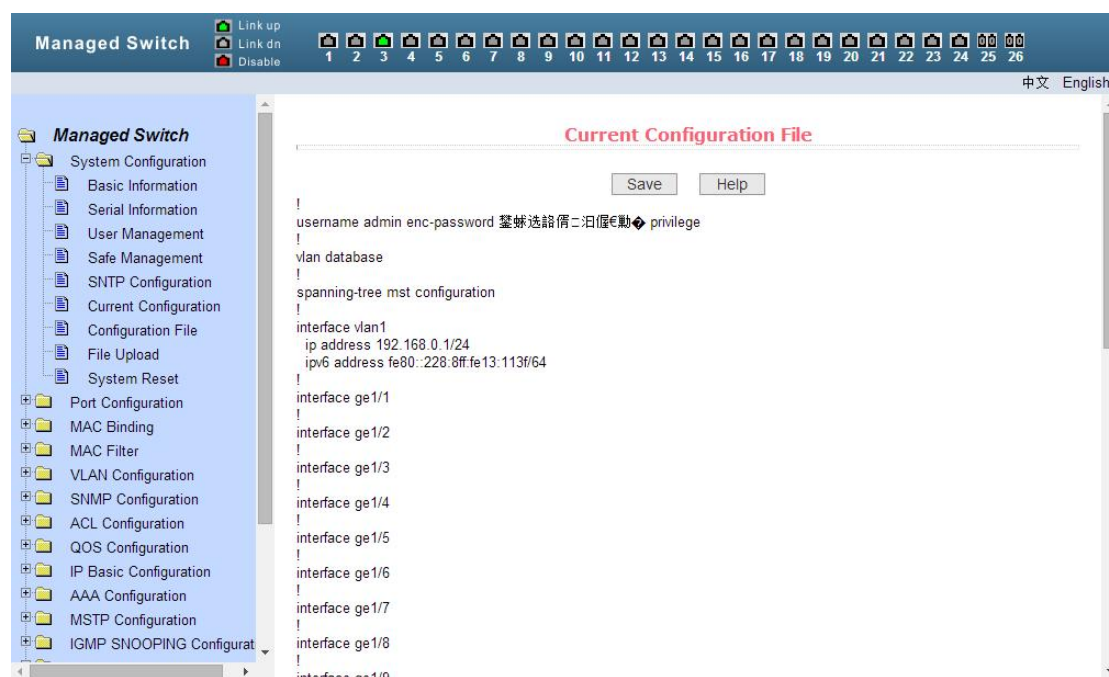 Managed Switch
Link up
Link dn
Disable
1 2 3 4 5 6 7 8 9 10 11 12 13 14 15 16 17 18 19 20 21 22 23 24 25 26
中文 English
Managed Switch
System Configuration
Basic Information
Serial Information
User Management
Safe Management
SNTP Configuration
Current Configuration
Configuration File
File Upload
System Reset
Port Configuration
MAC Binding
MAC Filter
VLAN Configuration
SNMP Configuration
ACL Configuration
QOS Configuration
IP Basic Configuration
AAA Configuration
MSTP Configuration
IGMP SNOOPING Configurat
Current Configuration File
Save Help
!
username admin enc-password privilege
!
vlan database
!
spanning-tree mst configuration
!
interface vlan1
ip address 192.168.0.1/24
ipv6 address fe80::228:8ff:fe13:113f/64
!
interface ge1/1
!
interface ge1/2
!
interface ge1/3
!
interface ge1/4
!
interface ge1/5
!
interface ge1/6
!
interface ge1/7
!
interface ge1/8
!
interface ge1/9